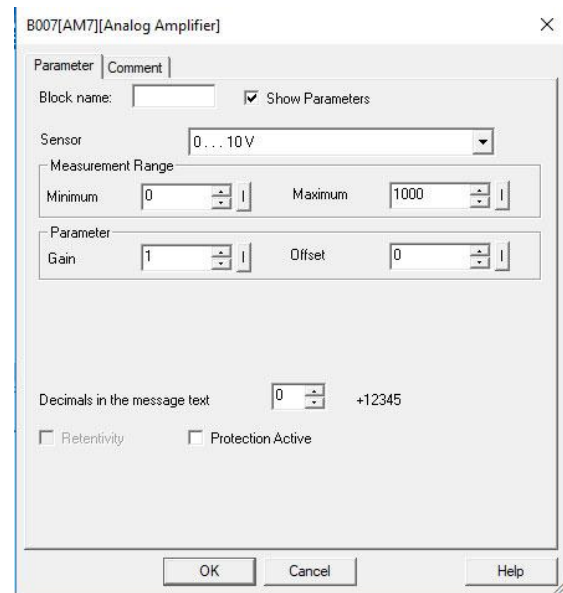 B007[AM7][Analog Amplifier]
Parameter Comment
Block name: Show Parameters
Sensor 0...10 V
Measurement Range
Minimum 0 I Maximum 1000 I
Parameter
Gain 1 I Offset 0 I
Decimals in the message text 0 +12345
Retentivity Protection Active
OK Cancel Help